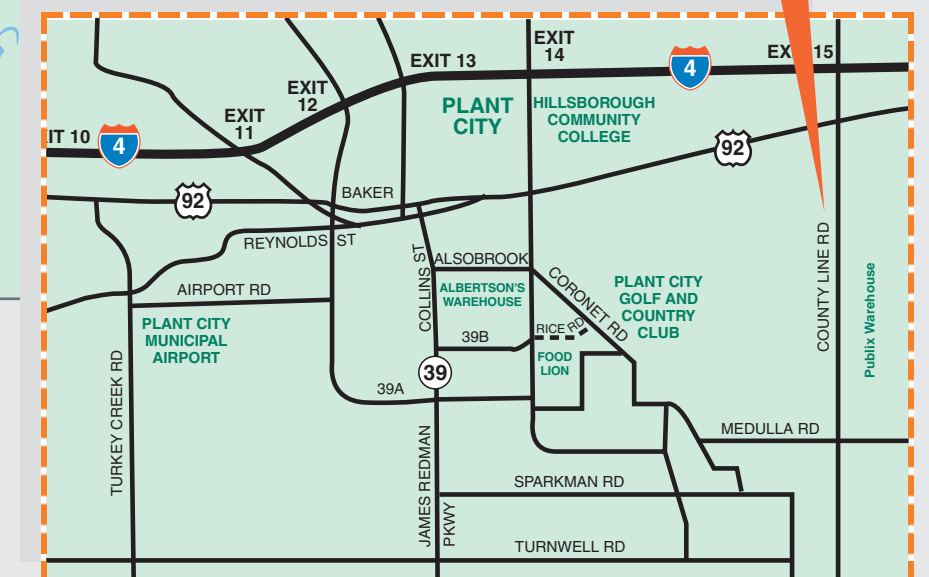 EXIT
14
EXIT 13
EXIT
12
EXIT
11
4
4
92
92
PLANT
CITY
HILLSBOROUGH
COMMUNITY
COLLEGE
BAKER
REYNOLDS ST
AIRPORT RD
PLANT CITY
MUNICIPAL
AIRPORT
TURKEY CREEK RD
COLLINS ST
ALSOBROOK
ALBERTSON'S
WAREHOUSE
CORONET RD
PLANT CITY
GOLF AND
COUNTRY
CLUB
RICE RD
39B
FOOD
LION
39
39A
COUNTY LINE RD
Publix Warehouse
MEDULLA RD
JAMES REDMAN
PKWY
SPARKMAN RD
TURNWELL RD
IT 10
15